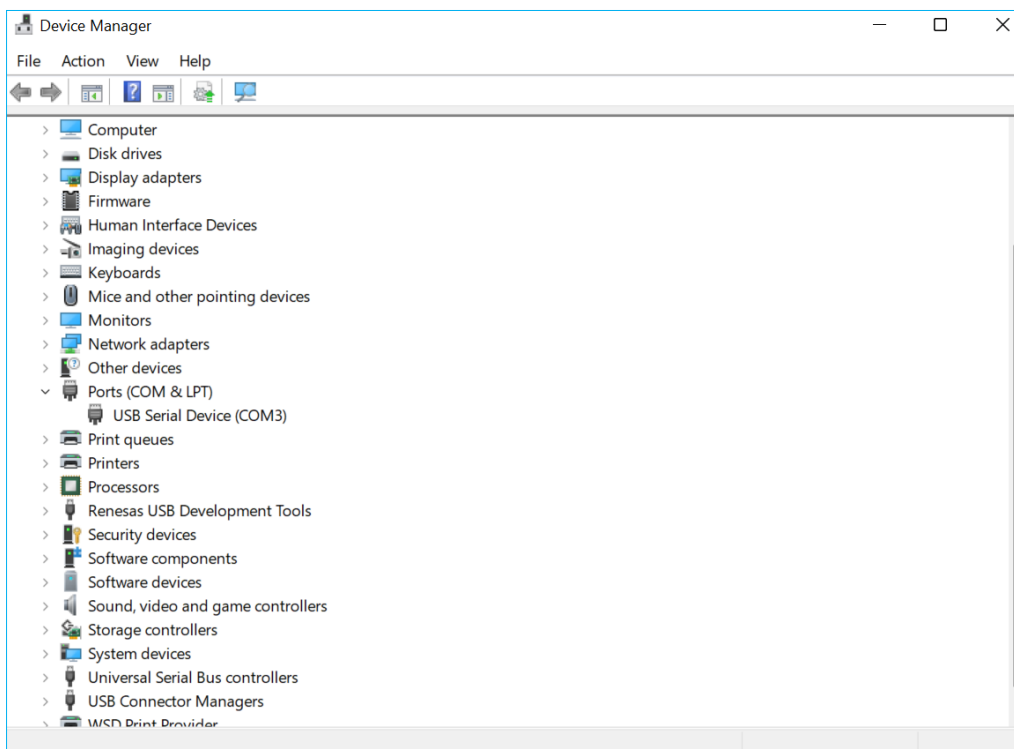 Device Manager
File Action View Help
Computer
Disk drives
Display adapters
Firmware
Human Interface Devices
Imaging devices
Keyboards
Mice and other pointing devices
Monitors
Network adapters
Other devices
Ports (COM & LPT)
USB Serial Device (COM3)
Print queues
Printers
Processors
Renesas USB Development Tools
Security devices
Software components
Software devices
Sound, video and game controllers
Storage controllers
System devices
Universal Serial Bus controllers
USB Connector Managers
WSD Print Provider